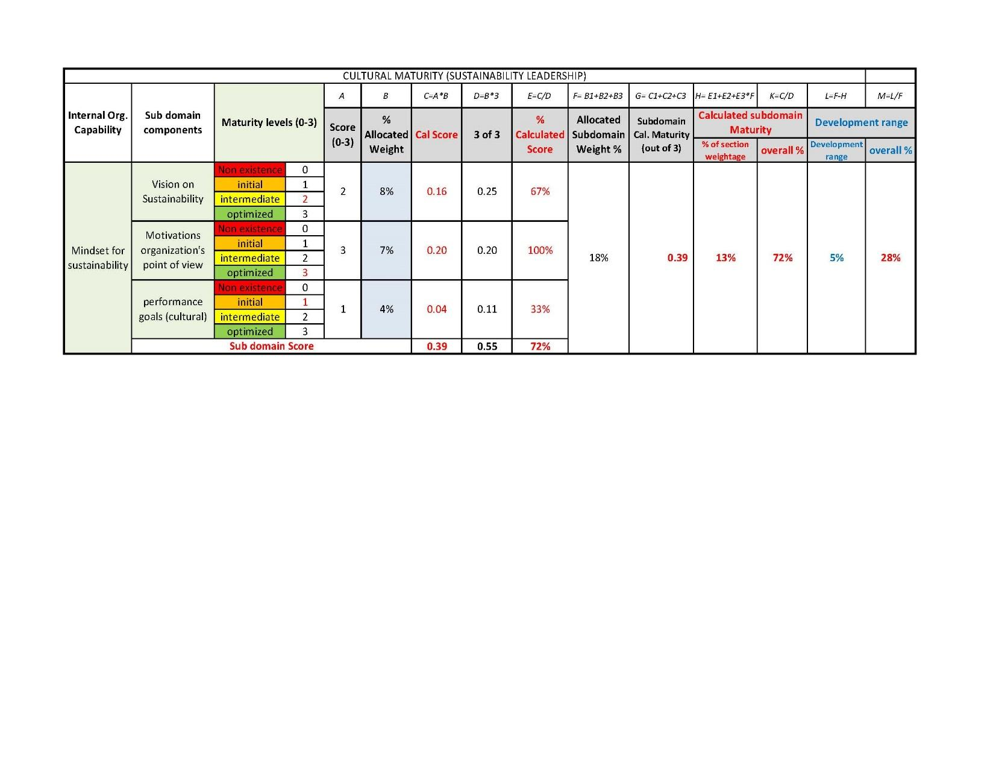 CULTURAL MATURITY (SUSTAINABILITY LEADERSHIP)
Internal Org. Capability
Sub domain components
Maturity levels (0-3)
A
B
C=A*B
D=B*3
E=C/D
F= B1+B2+B3
G= C1+C2+C3
H= E1+E2+E3*F
K=C/D
L=F-H
M=L/F
Score (0-3)
% Allocated Weight
Cal Score
3 of 3
% Calculated Score
Allocated Subdomain Weight %
Subdomain Cal. Maturity (out of 3)
Calculated subdomain Maturity
Development range
% of section weightage
overall %
Development range
overall %
Mindset for sustainability
Vision on Sustainability
Non existence 0
initial 1
intermediate 2
optimized 3
2
8%
0.16
0.25
67%
Motivations organization's point of view
Non existence 0
initial 1
intermediate 2
optimized 3
3
7%
0.20
0.20
100%
performance goals (cultural)
Non existence 0
initial 1
intermediate 2
optimized 3
1
4%
0.04
0.11
33%
18%
0.39
13%
72%
5%
28%
Sub domain Score
0.39
0.55
72%